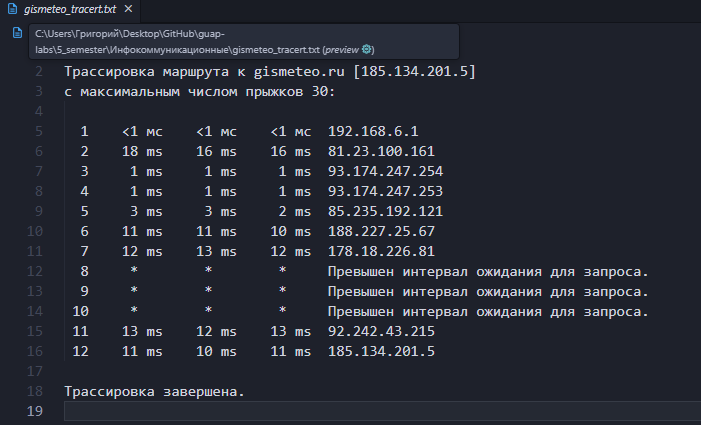 gismeteo_tracert.txt
C:\Users\Григорий\Desktop\GitHub\guap-
labs\5_semester\Инфокоммуникационные\gismeteo_tracert.txt (preview)
2 Трассировка маршрута к gismeteo.ru [185.134.201.5]
3 с максимальным числом прыжков 30:
4
5 1 <1 мс <1 мс <1 мс 192.168.6.1
6 2 18 ms 16 ms 16 ms 81.23.100.161
7 3 1 ms 1 ms 1 ms 93.174.247.254
8 4 1 ms 1 ms 1 ms 93.174.247.253
9 5 3 ms 3 ms 2 ms 85.235.192.121
10 6 11 ms 11 ms 10 ms 188.227.25.67
11 7 12 ms 13 ms 12 ms 178.18.226.81
12 8 * * * Превышен интервал ожидания для запроса.
13 9 * * * Превышен интервал ожидания для запроса.
14 10 * * * Превышен интервал ожидания для запроса.
15 11 13 ms 12 ms 13 ms 92.242.43.215
16 12 11 ms 10 ms 11 ms 185.134.201.5
17
18 Трассировка завершена.
19